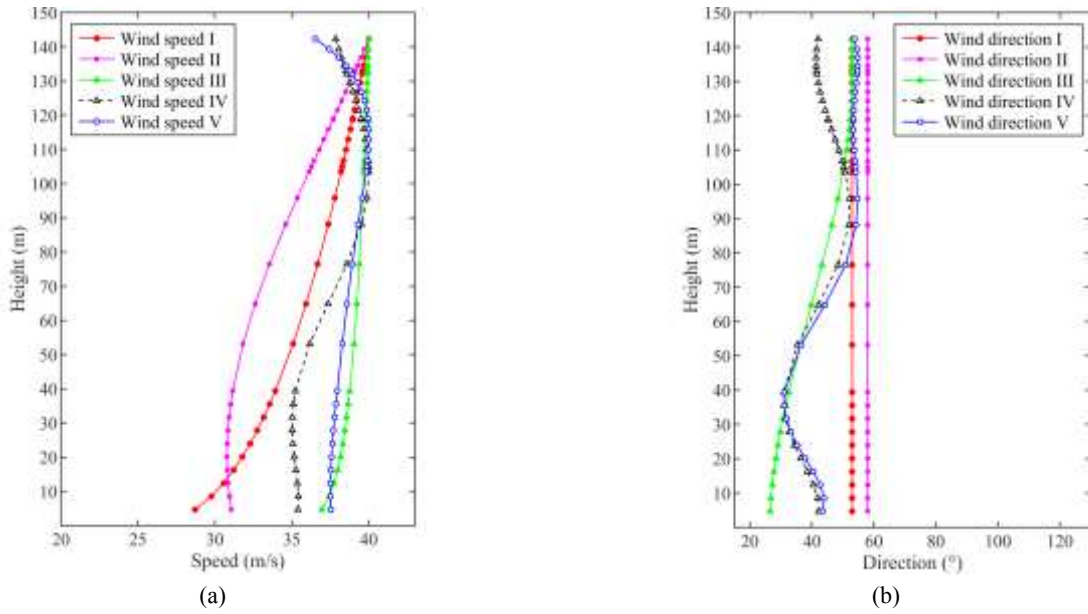 150
140
130
120
110
100
90
80
70
60
50
40
30
20
10
Height (m)
Wind speed I
Wind speed II
Wind speed III
Wind speed IV
Wind speed V
20 25 30 35 40
Speed (m/s)
(a)
150
140
130
120
110
100
90
80
70
60
50
40
30
20
10
Height (m)
Wind direction I
Wind direction II
Wind direction III
Wind direction IV
Wind direction V
20 40 60 80 100 120
Direction (°)
(b)